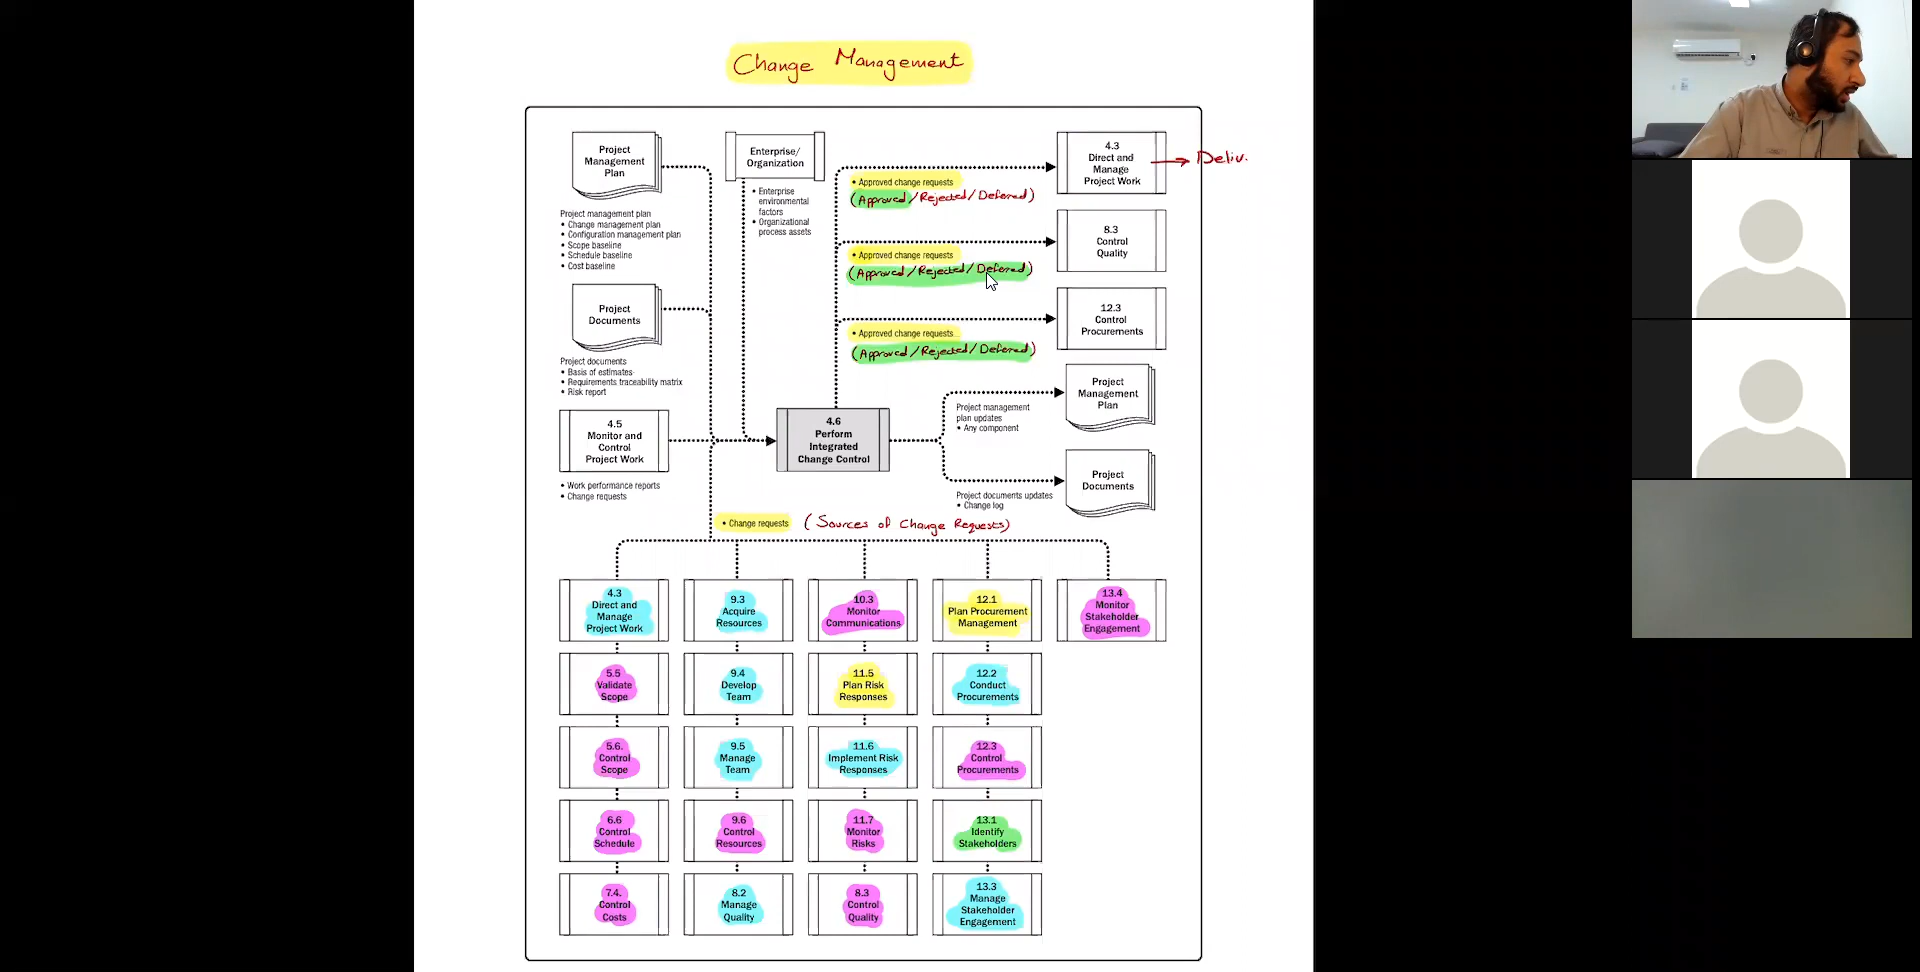 Change Management
Project
Management
Plan
Project management plan
• Change management plan
• Configuration management plan
• Scope baseline
• Schedule baseline
• Cost baseline
Enterprise/
Organization
• Enterprise
environmental
factors
• Organizational
process assets
• Approved change requests
(Approved/Rejected/Deferred)
4.3
Direct and
Manage
Project Work
Deliv.
• Approved change requests
(Approved/Rejected/Deferred)
8.3
Control
Quality
Project
Documents
Project documents
• Basis of estimates
• Requirements traceability matrix
• Risk report
• Approved change requests
(Approved/Rejected/Deferred)
12.3
Control
Procurements
4.5
Monitor and
Control
Project Work
• Work performance reports
• Change requests
4.6
Perform
Integrated
Change Control
Project management
plan updates
• Any component
Project
Management
Plan
Project documents updates
• Change log
Project
Documents
• Change requests (Sources of Change Requests)
4.3
Direct and
Manage
Project Work
9.3
Acquire
Resources
10.3
Monitor
Communications
12.1
Plan Procurement
Management
13.4
Monitor
Stakeholder
Engagement
5.5
Validate
Scope
9.4
Develop
Team
11.5
Plan Risk
Responses
12.2
Conduct
Procurements
5.6.
Control
Scope
9.5
Manage
Team
11.6
Implement Risk
Responses
12.3
Control
Procurements
6.6
Control
Schedule
9.6
Control
Resources
11.7
Monitor
Risks
13.1
Identify
Stakeholders
7.4.
Control
Costs
8.2
Manage
Quality
8.3
Control
Quality
13.3
Manage
Stakeholder
Engagement